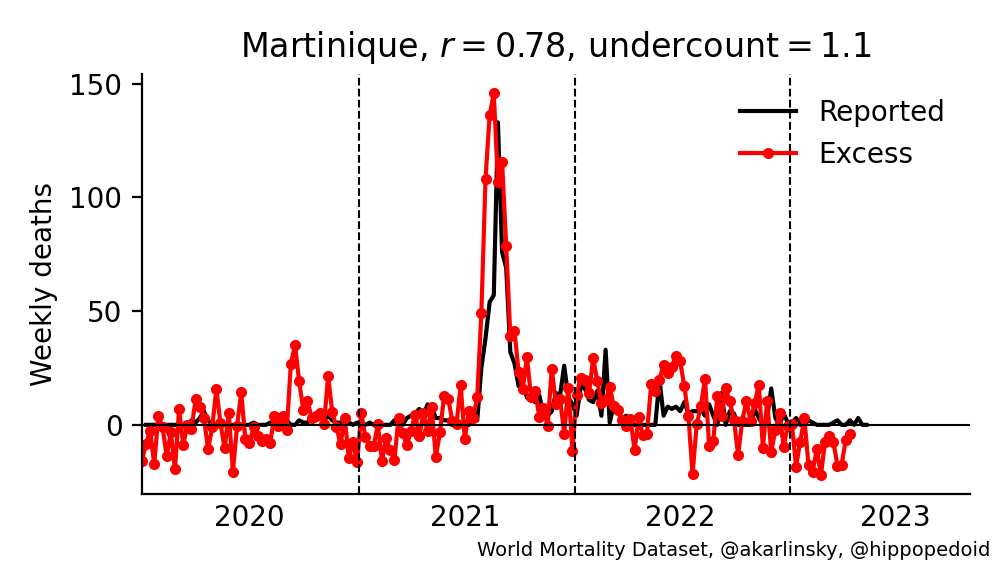 Martinique, r = 0.78, undercount = 1.1
150
100
50
0
Weekly deaths
Reported
Excess
2020 2021 2022 2023
World Mortality Dataset, @akarlinsky, @hippopedoid